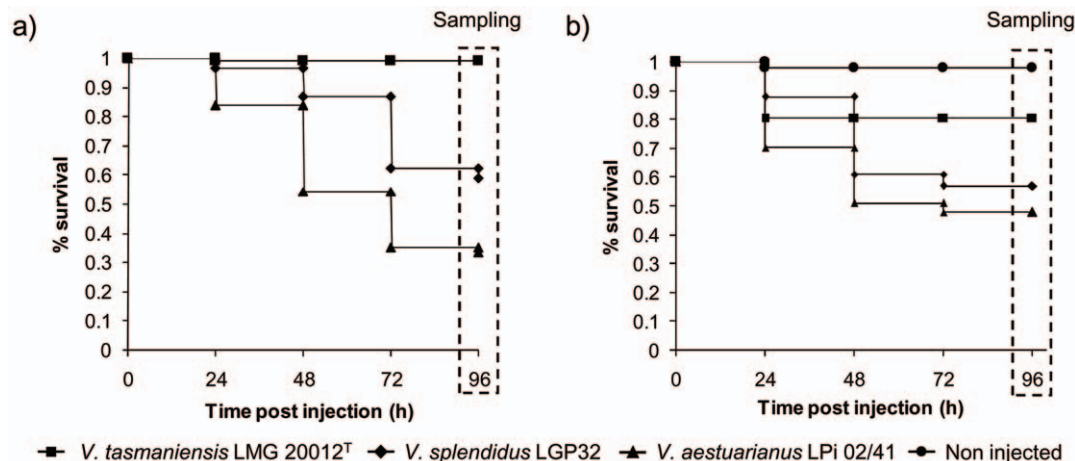 a)
Sampling
1
0.9
0.8
0.7
0.6
0.5
0.4
0.3
0.2
0.1
0
% survival
0 24 48 72 96
Time post injection (h)
b)
Sampling
1
0.9
0.8
0.7
0.6
0.5
0.4
0.3
0.2
0.1
0
% survival
0 24 48 72 96
Time post injection (h)
V. tasmaniensis LMG 20012ᵀ V. splendidus LGP32 V. aestuarianus LPi 02/41 Non injected